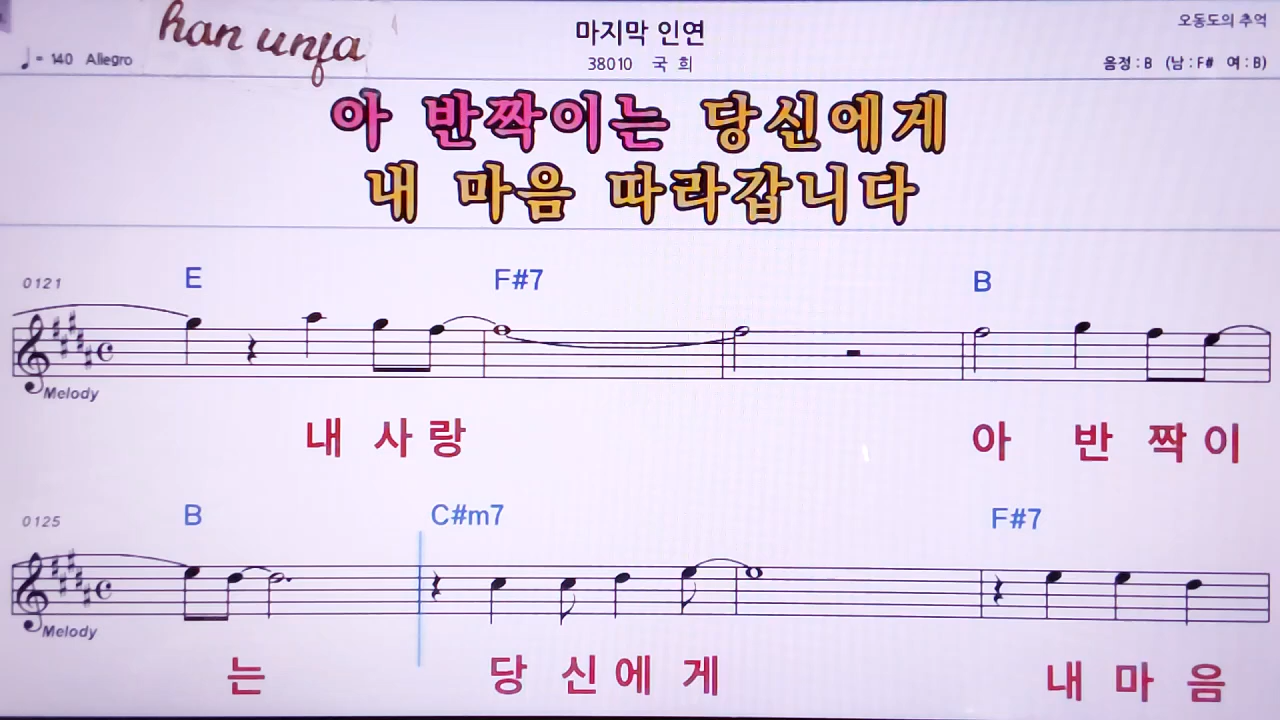 han unja
마지막 인연
오동도의 추억
♩= 140 Allegro
38010 국 희
음정 : B (남 : F# 여 : B)
아 반짝이는 당신에게
내 마음 따라갑니다
0121 E F#7 B
Melody
내 사 랑 아 반 짝 이
0125 B C#m7 F#7
Melody
는 당 신 에 게 내 마 음